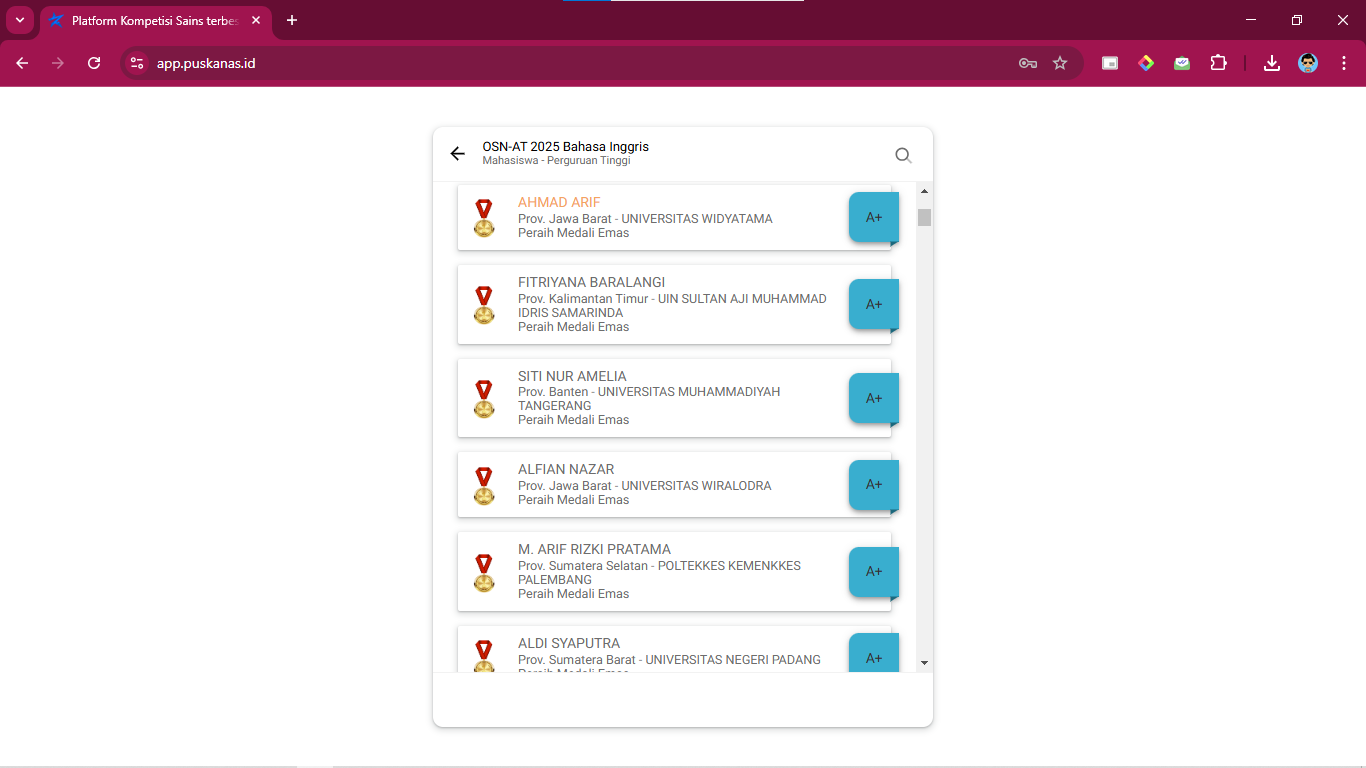 Platform Kompetisi Sains terbes
app.puskanas.id
OSN-AT 2025 Bahasa Inggris
Mahasiswa - Perguruan Tinggi
AHMAD ARIF
Prov. Jawa Barat - UNIVERSITAS WIDYATAMA
Peraih Medali Emas
A+
FITRIYANA BARALANGI
Prov. Kalimantan Timur - UIN SULTAN AJI MUHAMMAD
IDRIS SAMARINDA
Peraih Medali Emas
A+
SITI NUR AMELIA
Prov. Banten - UNIVERSITAS MUHAMMADIYAH
TANGERANG
Peraih Medali Emas
A+
ALFIAN NAZAR
Prov. Jawa Barat - UNIVERSITAS WIRALODRA
Peraih Medali Emas
A+
M. ARIF RIZKI PRATAMA
Prov. Sumatera Selatan - POLTEKKES KEMENKKES
PALEMBANG
Peraih Medali Emas
A+
ALDI SYAPUTRA
Prov. Sumatera Barat - UNIVERSITAS NEGERI PADANG
Peraih Medali Emas
A+